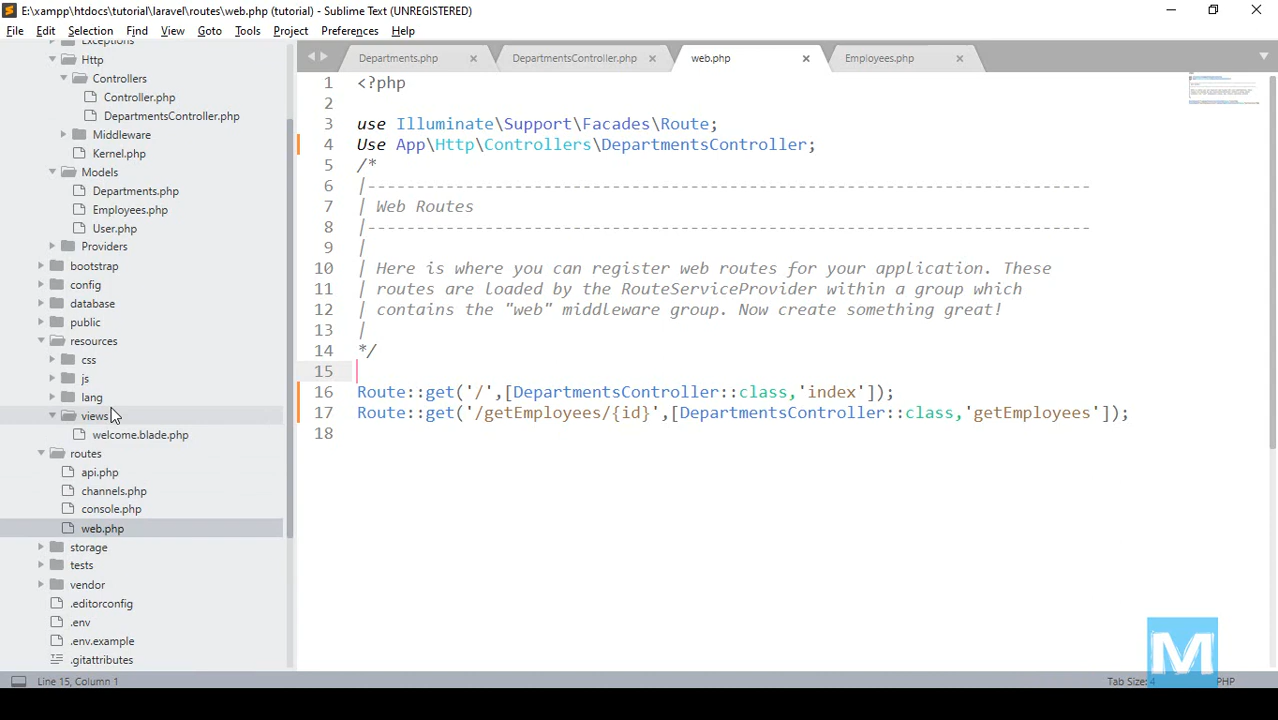 E:\xampp\htdocs\tutorial\laravel\routes\web.php (tutorial) - Sublime Text (UNREGISTERED)
File Edit Selection Find View Goto Tools Project Preferences Help
Exceptions
Http
Controllers
Controller.php
DepartmentsController.php
Middleware
Kernel.php
Models
Departments.php
Employees.php
User.php
Providers
bootstrap
config
database
public
resources
css
js
lang
views
welcome.blade.php
routes
api.php
channels.php
console.php
web.php
storage
tests
vendor
.editorconfig
.env
.env.example
.gitattributes
Departments.php DepartmentsController.php web.php Employees.php
1 <?php
2
3 use Illuminate\Support\Facades\Route;
4 Use App\Http\Controllers\DepartmentsController;
5 /*
6 |--------------------------------------------------------------------------
7 | Web Routes
8 |--------------------------------------------------------------------------
9 |
10 | Here is where you can register web routes for your application. These
11 | routes are loaded by the RouteServiceProvider within a group which
12 | contains the "web" middleware group. Now create something great!
13 |
14 */
15
16 Route::get('/',[DepartmentsController::class,'index']);
17 Route::get('/getEmployees/{id}',[DepartmentsController::class,'getEmployees']);
18
M
Line 15, Column 1 Tab Size: 4 PHP